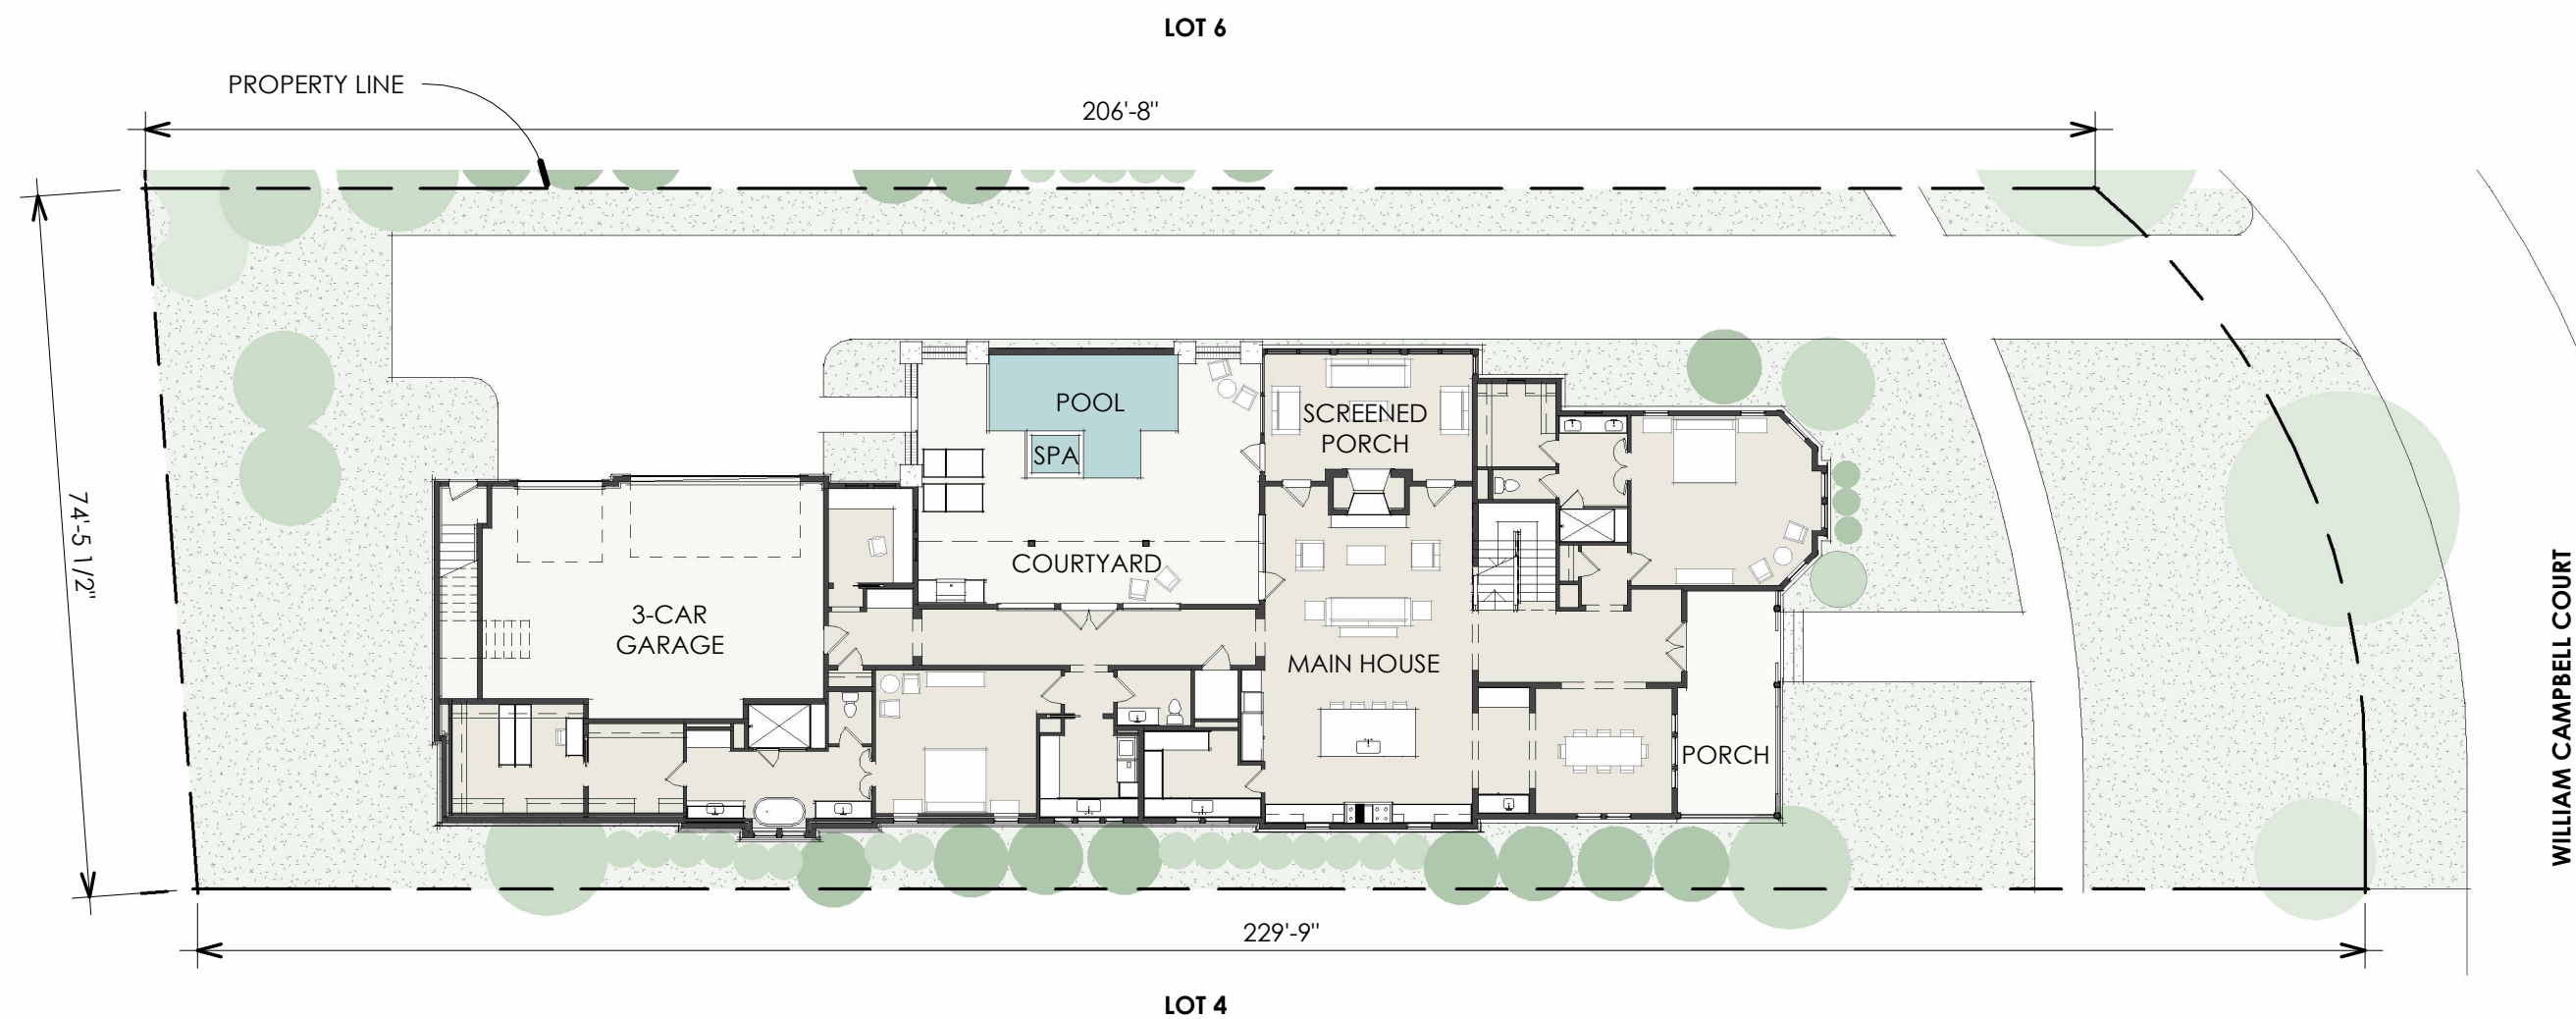 LOT 6
PROPERTY LINE
206'-8"
POOL
SPA
SCREENED
PORCH
74'-5 1/2"
COURTYARD
3-CAR
GARAGE
MAIN HOUSE
PORCH
WILLIAM CAMPBELL COURT
229'-9"
LOT 4